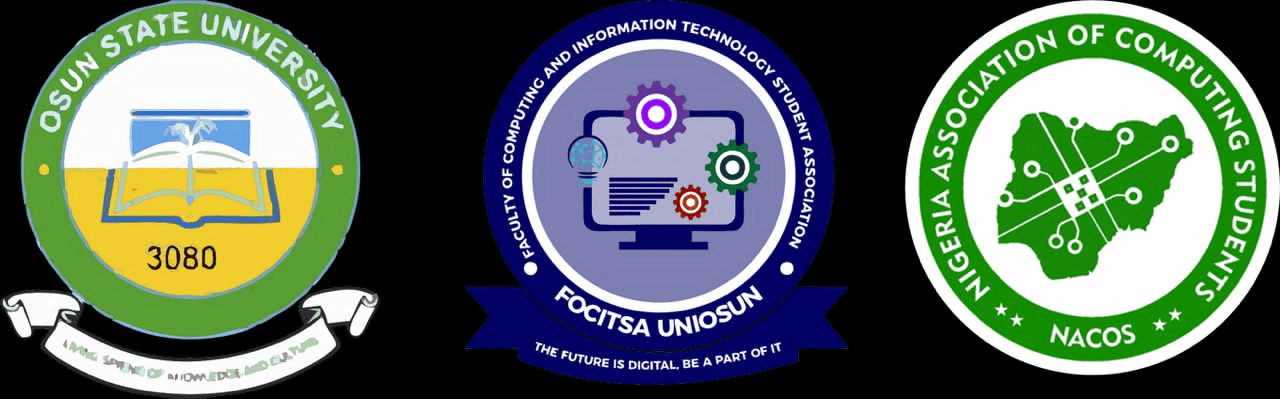 OSUN STATE UNIVERSITY
3080
LIVING SPRING OF KNOWLEDGE AND CULTURE
FACULTY OF COMPUTING AND INFORMATION TECHNOLOGY STUDENT ASSOCIATION
FOCITSA UNIOSUN
THE FUTURE IS DIGITAL, BE A PART OF IT
NIGERIA ASSOCIATION OF COMPUTING STUDENTS
NACOS